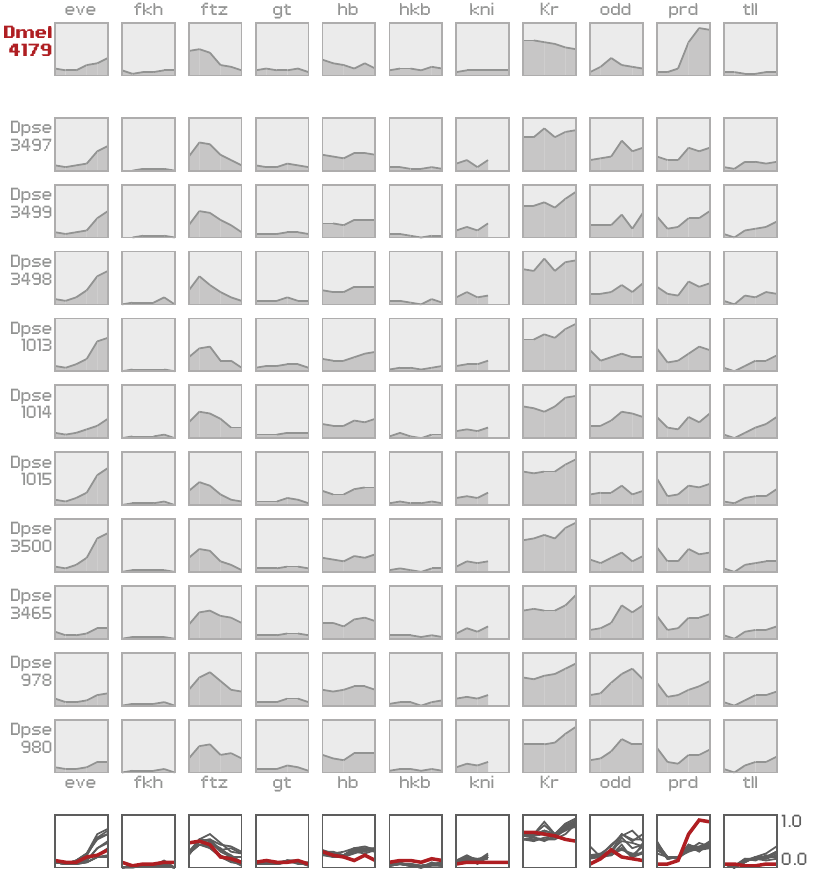 eve fkh ftz gt hb hkb kni Kr odd prd tll
Dmel
4179
Dpse
3497
Dpse
3499
Dpse
3498
Dpse
1013
Dpse
1014
Dpse
1015
Dpse
3500
Dpse
3465
Dpse
978
Dpse
980
eve fkh ftz gt hb hkb kni Kr odd prd tll
1.0
0.0